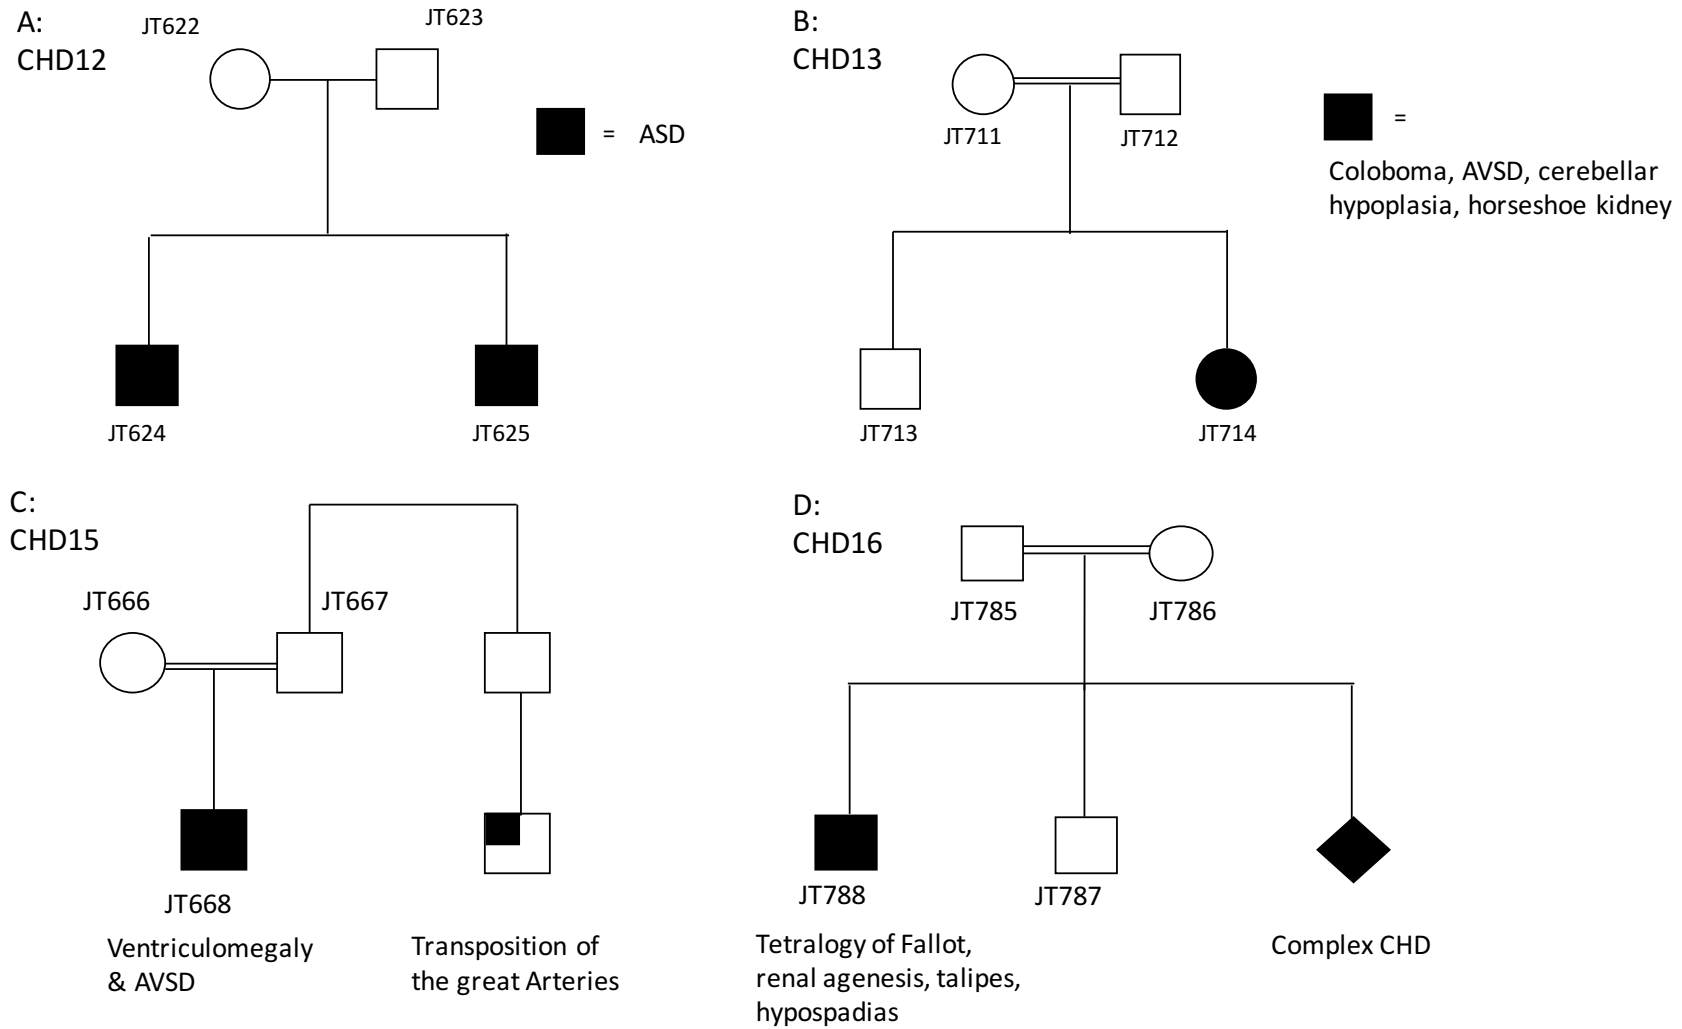 A:
CHD12
JT622
JT623
= ASD
JT624
JT625
B:
CHD13
JT711
JT712
=
Coloboma, AVSD, cerebellar
hypoplasia, horseshoe kidney
JT713
JT714
C:
CHD15
JT666
JT667
JT668
Ventriculomegaly
& AVSD
Transposition of
the great Arteries
D:
CHD16
JT785
JT786
JT788
JT787
Tetralogy of Fallot,
renal agenesis, talipes,
hypospadias
Complex CHD